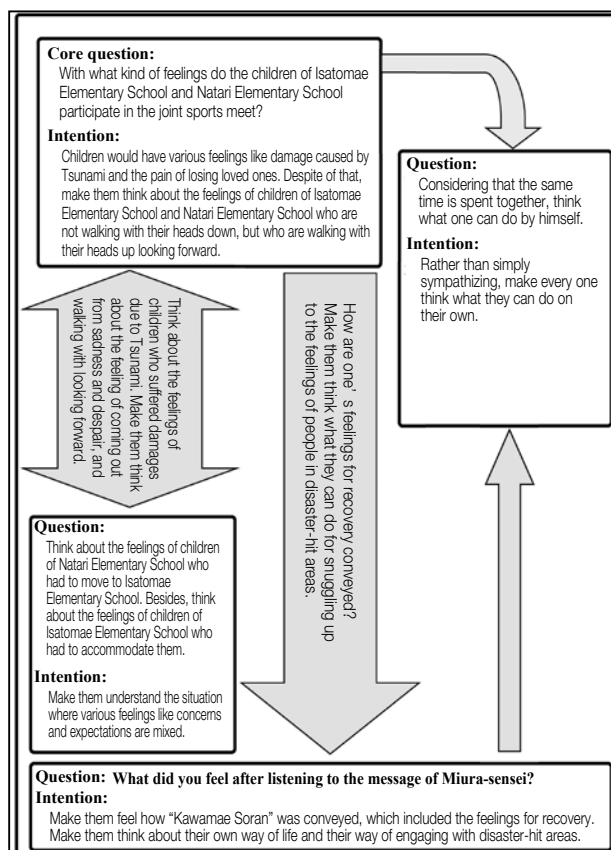 Core question:
With what kind of feelings do the children of Isatomae
Elementary School and Natari Elementary School
participate in the joint sports meet?
Intention:
Children would have various feelings like damage caused by
Tsunami and the pain of losing loved ones. Despite of that,
make them think about the feelings of children of Isatomae
Elementary School and Natari Elementary School who are
not walking with their heads down, but who are walking with
their heads up looking forward.
Question:
Considering that the same
time is spent together, think
what one can do by himself.
Intention:
Rather than simply
sympathizing, make every one
think what they can do on
their own.
Think about the feelings of
children who suffered damages
due to Tsunami. Make them think
about the feeling of coming out
from sadness and despair, and
walking with looking forward.
How are one's feelings for recovery conveyed?
Make them think what they can do for snuggling up
to the feelings of people in disaster-hit areas.
Question:
Think about the feelings of children
of Natari Elementary School who
had to move to Isatomae
Elementary School. Besides, think
about the feelings of children of
Isatomae Elementary School who
had to accommodate them.
Intention:
Make them understand the situation
where various feelings like concerns
and expectations are mixed.
Question: What did you feel after listening to the message of Miura-sensei?
Intention:
Make them feel how "Kawamae Soran" was conveyed, which included the feelings for recovery.
Make them think about their own way of life and their way of engaging with disaster-hit areas.